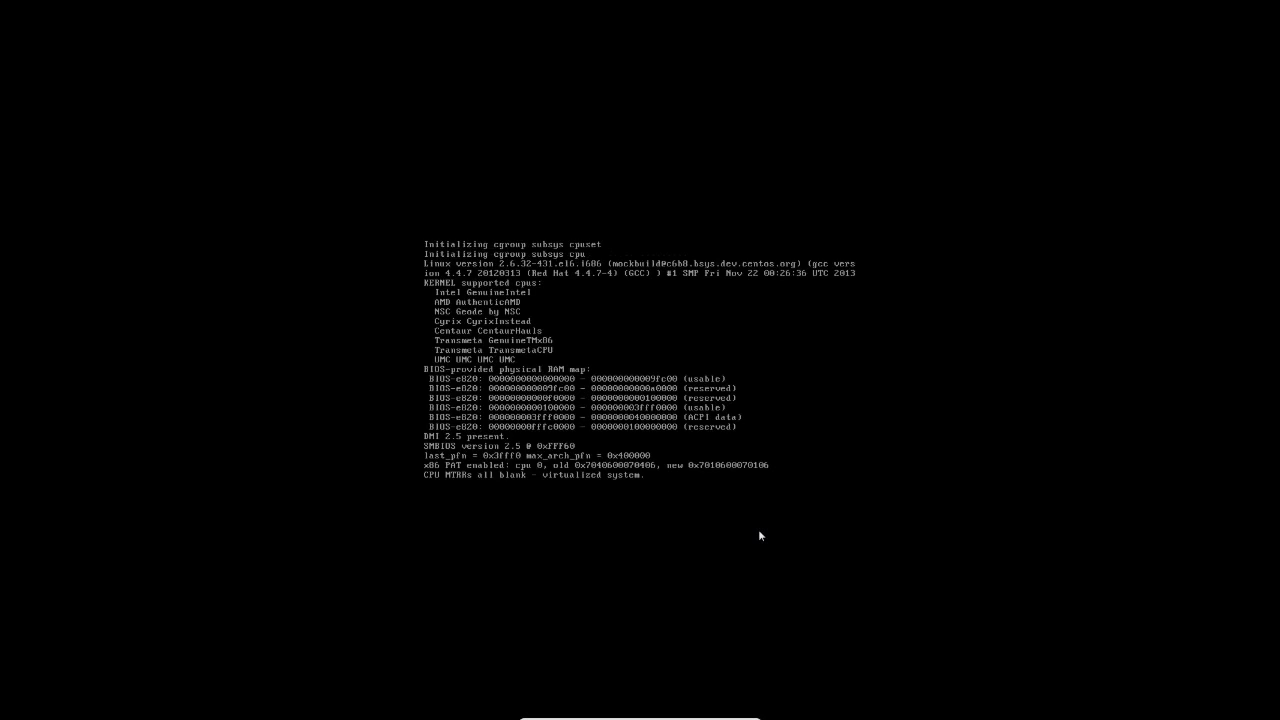 Initializing cgroup subsys cpuset
Initializing cgroup subsys cpu
Linux version 2.6.32-431.el6.i686 (mockbuild@c6b8.bsys.dev.centos.org) (gcc vers
ion 4.4.7 20120313 (Red Hat 4.4.7-4) (GCC) ) #1 SMP Fri Nov 22 00:26:36 UTC 2013
KERNEL supported cpus:
  Intel GenuineIntel
  AMD AuthenticAMD
  NSC Geode by NSC
  Cyrix CyrixInstead
  Centaur CentaurHauls
  Transmeta GenuineTMx86
  Transmeta TransmetaCPU
  UMC UMC UMC UMC
BIOS-provided physical RAM map:
 BIOS-e820: 0000000000000000 - 000000000009fc00 (usable)
 BIOS-e820: 000000000009fc00 - 00000000000a0000 (reserved)
 BIOS-e820: 00000000000f0000 - 0000000000100000 (reserved)
 BIOS-e820: 0000000000100000 - 000000003fff0000 (usable)
 BIOS-e820: 000000003fff0000 - 0000000040000000 (ACPI data)
 BIOS-e820: 00000000fffc0000 - 0000000100000000 (reserved)
DMI 2.5 present.
SMBIOS version 2.5 @ 0xFFF60
last_pfn = 0x3fff0 max_arch_pfn = 0x400000
x86 PAT enabled: cpu 0, old 0x7040600070406, new 0x7010600070106
CPU MTRRs all blank - virtualized system.